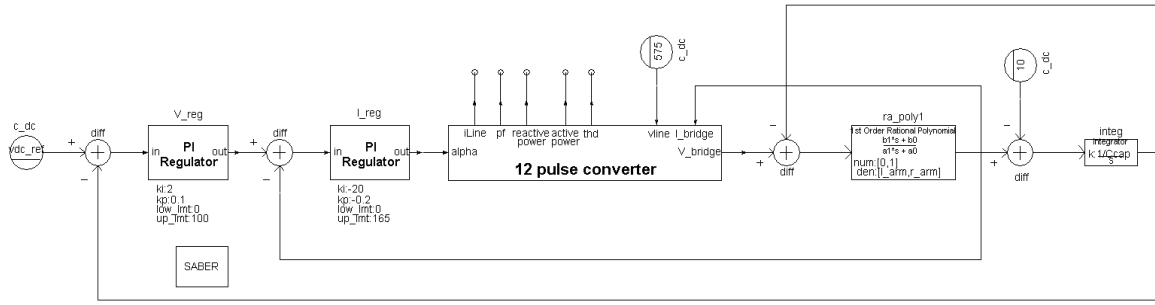 c_dc
vdc_ref
+
diff
−
V_reg
in
PI
Regulator
out
ki:2
kp:0.1
low_lmt:0
up_lmt:100
SABER
+
diff
−
I_reg
in
PI
Regulator
out
ki:-20
kp:-0.2
low_lmt:0
up_lmt:165
iLine
pf
reactive
power
active
power
thd
575
c_dc
vline
I_bridge
alpha
V_bridge
12 pulse converter
−
+
diff
ra_poly1
1st Order Rational Polynomial
b1*s + b0
a1*s + a0
num:[0,1]
den:[l_arm,r_arm]
10
c_dc
−
+
diff
integ
Integrator
k:1/Ccap
s